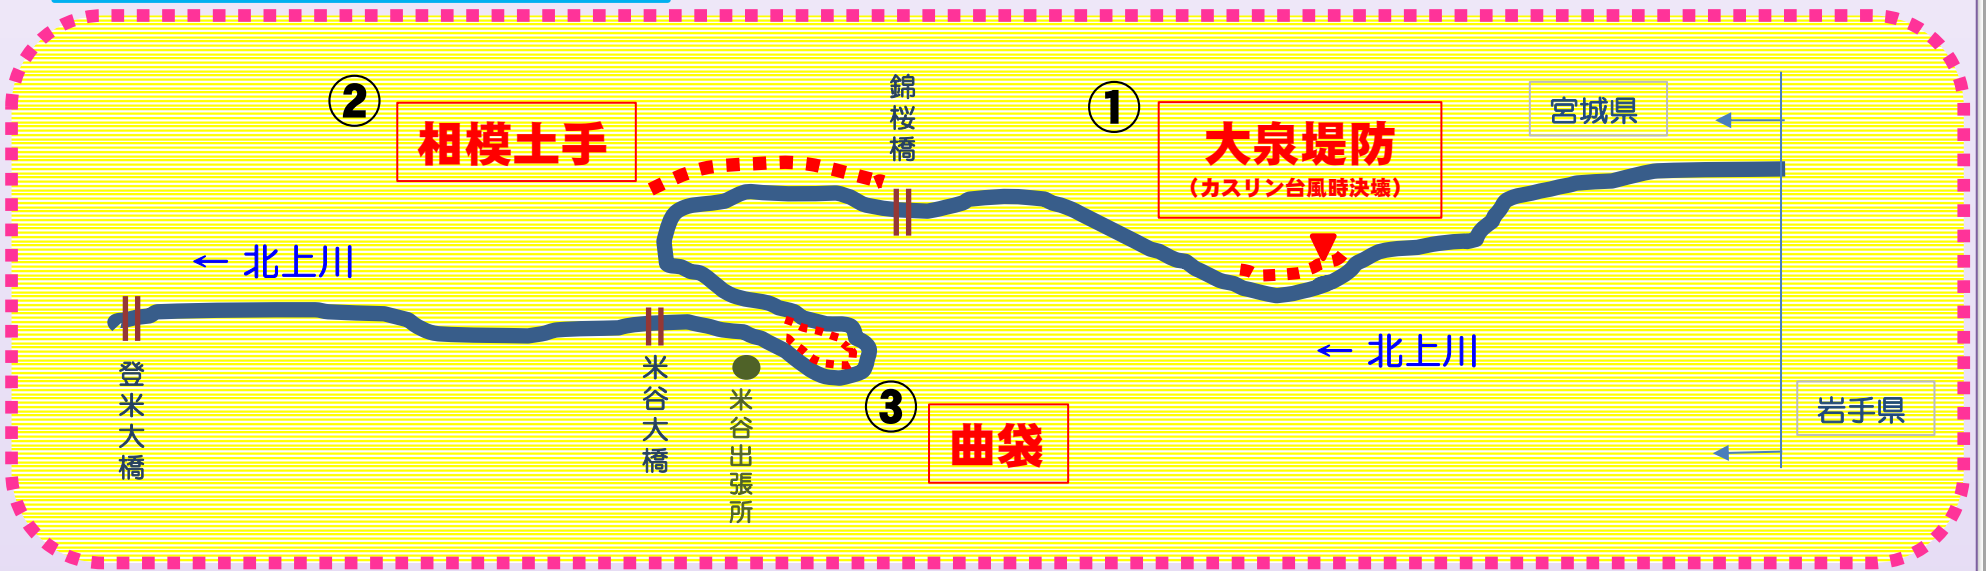 ②
相模土手
錦桜橋
①
大泉堤防
(カスリン台風時決壊)
宮城県
← 北上川
← 北上川
岩手県
登米大橋
米谷大橋
米谷出張所
③
曲袋